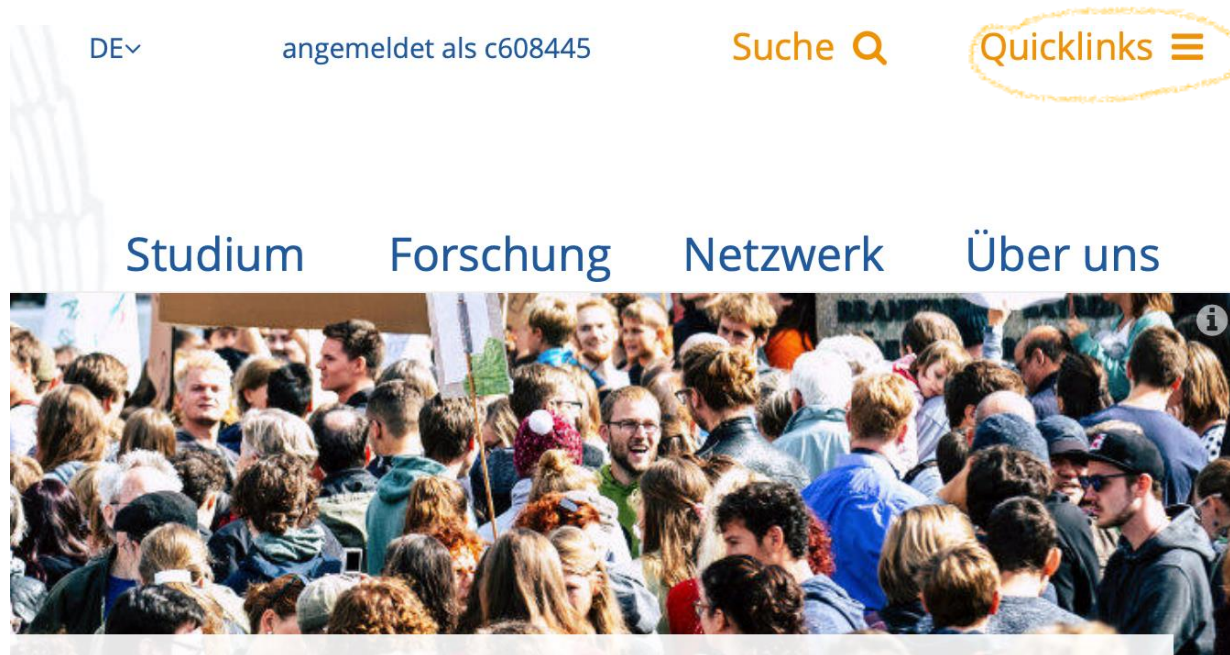 DE
angemeldet als c608445
Suche
Quicklinks
Studium
Forschung
Netzwerk
Über uns